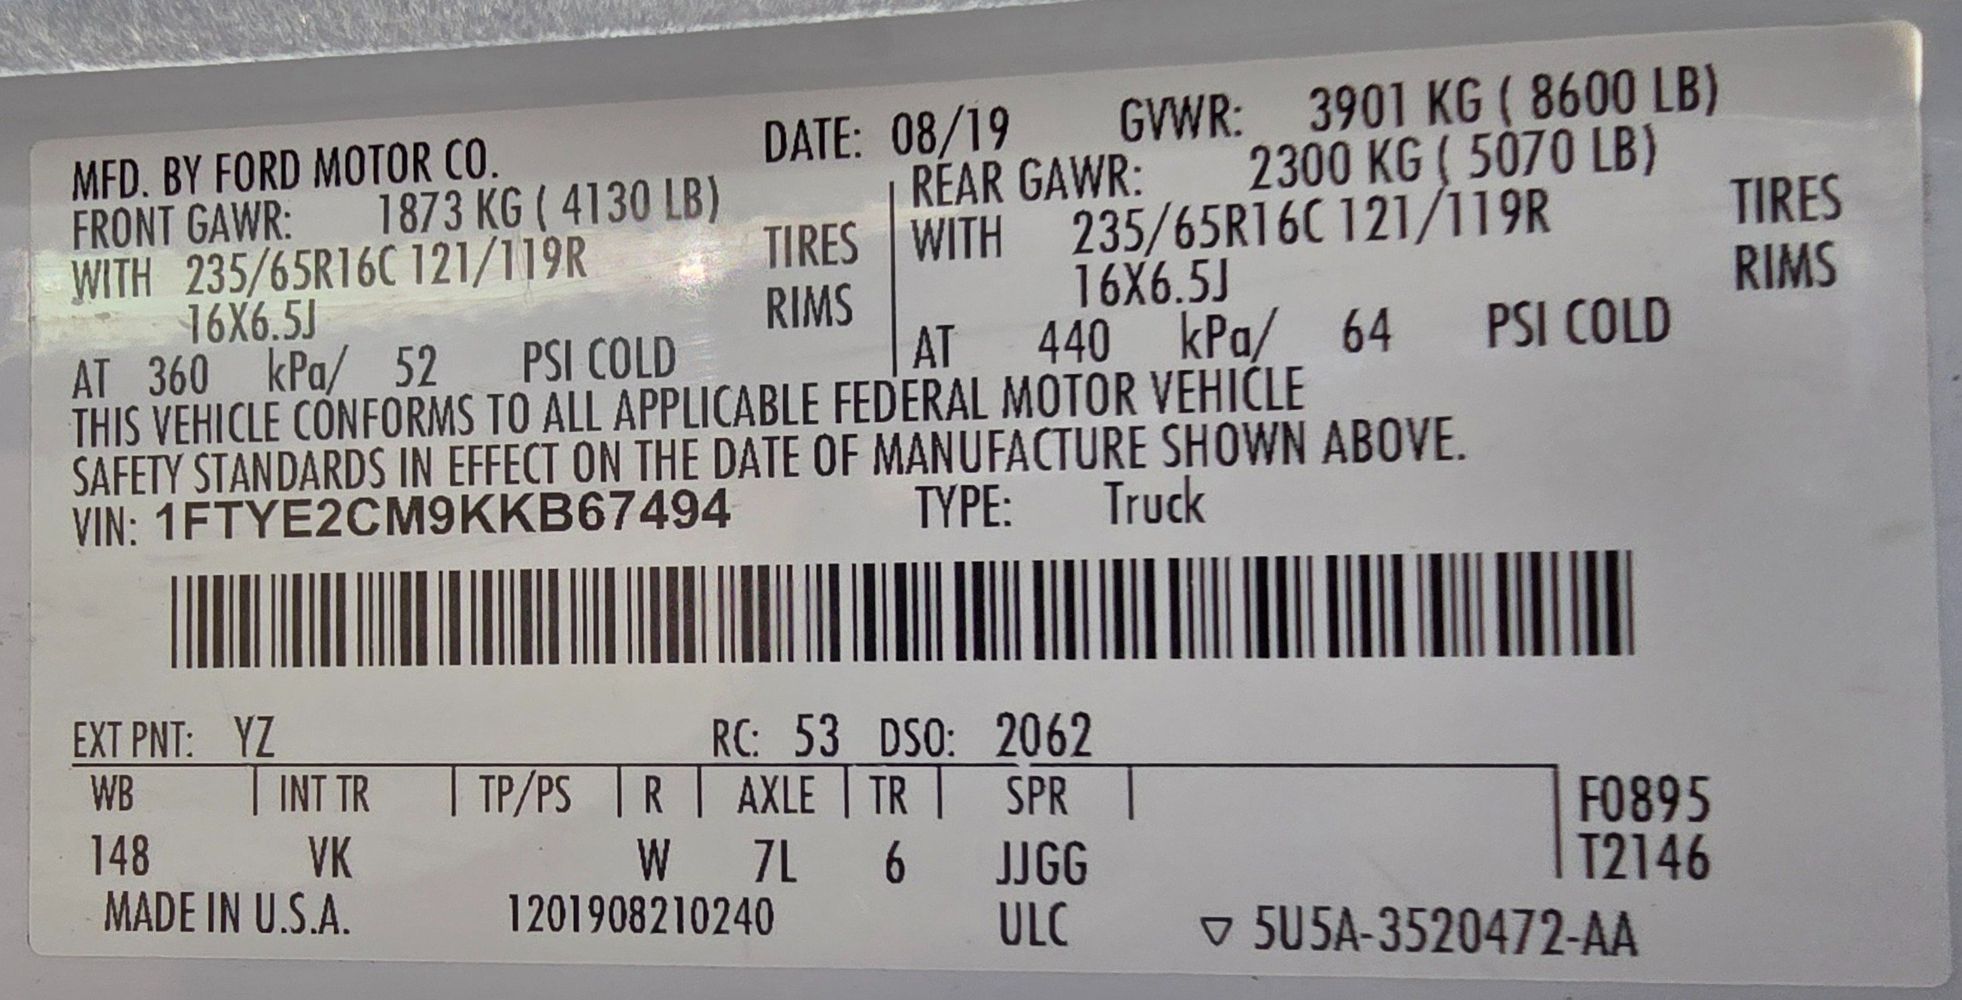 MFD. BY FORD MOTOR CO. DATE: 08/19 GVWR: 3901 KG ( 8600 LB)
FRONT GAWR: 1873 KG ( 4130 LB)
WITH 235/65R16C 121/119R TIRES
16X6.5J RIMS
AT 360 kPa/ 52 PSI COLD
REAR GAWR: 2300 KG ( 5070 LB)
WITH 235/65R16C 121/119R TIRES
16X6.5J RIMS
AT 440 kPa/ 64 PSI COLD
THIS VEHICLE CONFORMS TO ALL APPLICABLE FEDERAL MOTOR VEHICLE
SAFETY STANDARDS IN EFFECT ON THE DATE OF MANUFACTURE SHOWN ABOVE.
VIN: 1FTYE2CM9KKB67494 TYPE: Truck
EXT PNT: YZ RC: 53 DSO: 2062
WB INT TR TP/PS R AXLE TR SPR F0895
148 VK W 7L 6 JJGG T2146
MADE IN U.S.A. 1201908210240 ULC ▽ 5U5A-3520472-AA